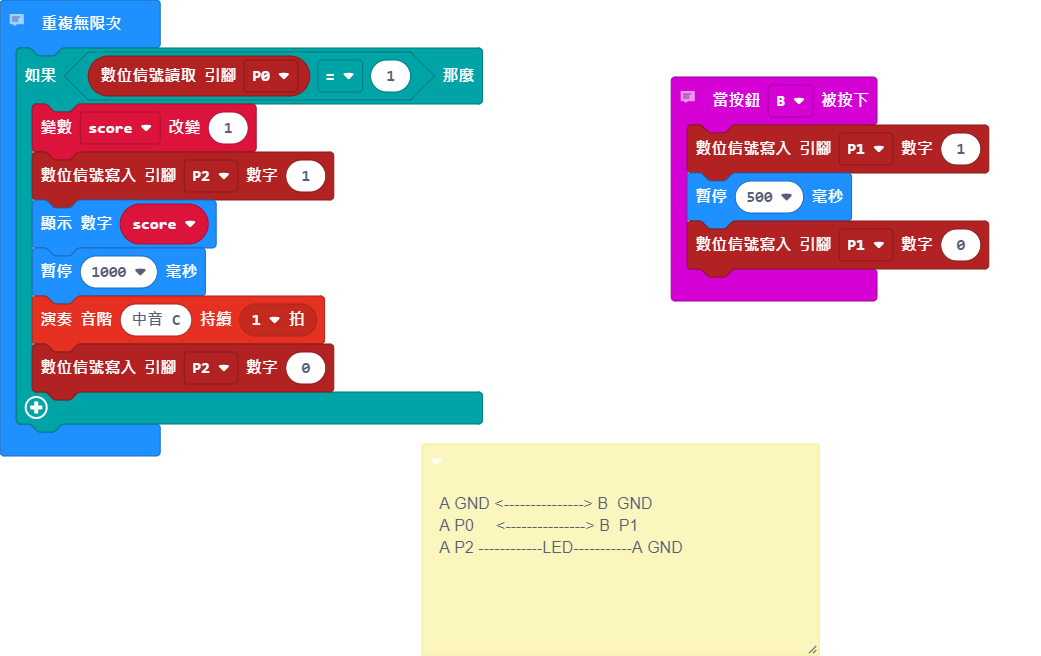 重複無限次
如果 數位信號讀取 引腳 P0 = 1 那麼
變數 score 改變 1
數位信號寫入 引腳 P2 數字 1
顯示 數字 score
暫停 1000 毫秒
演奏 音階 中音 C 持續 1 拍
數位信號寫入 引腳 P2 數字 0
當按鈕 B 被按下
數位信號寫入 引腳 P1 數字 1
暫停 500 毫秒
數位信號寫入 引腳 P1 數字 0
A GND <---------------> B  GND
A P0     <---------------> B  P1
A P2 ------------LED-----------A GND